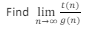 Find lim n→∞ t(n)/g(n)